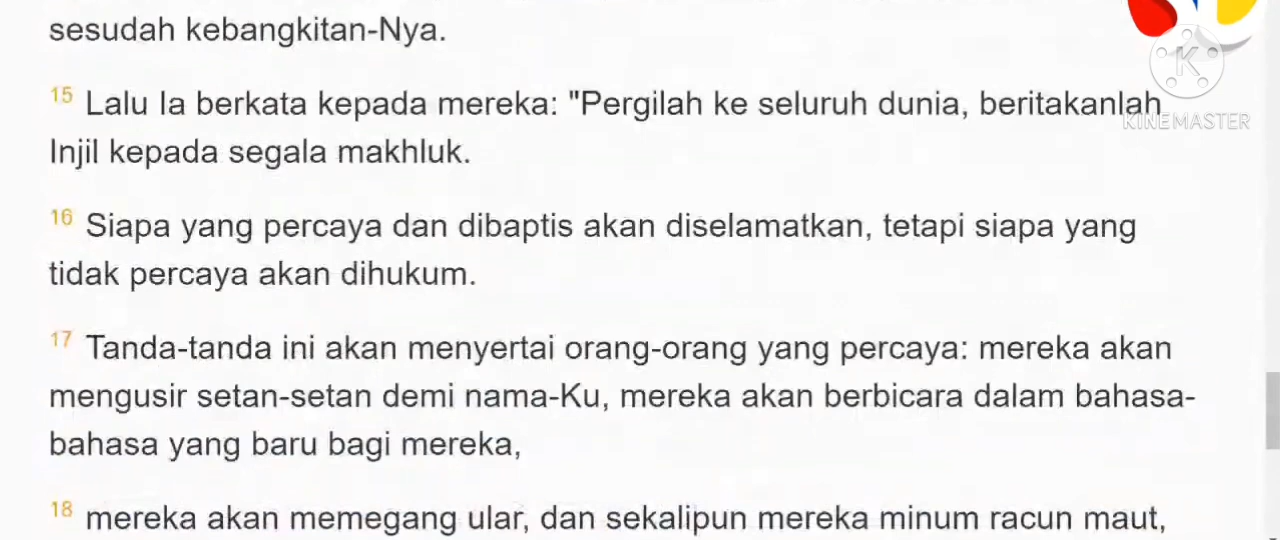 sesudah kebangkitan-Nya.
15 Lalu Ia berkata kepada mereka: "Pergilah ke seluruh dunia, beritakanlah
Injil kepada segala makhluk.
K
KINEMASTER
16 Siapa yang percaya dan dibaptis akan diselamatkan, tetapi siapa yang
tidak percaya akan dihukum.
17 Tanda-tanda ini akan menyertai orang-orang yang percaya: mereka akan
mengusir setan-setan demi nama-Ku, mereka akan berbicara dalam bahasa-
bahasa yang baru bagi mereka,
18 mereka akan memegang ular, dan sekalipun mereka minum racun maut,